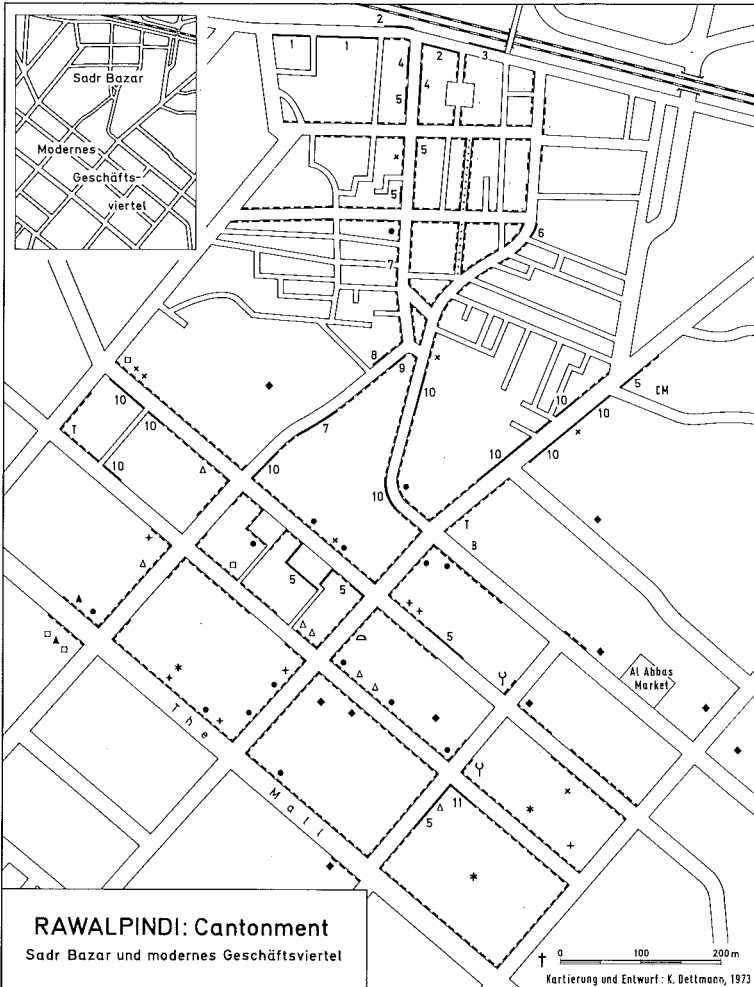 Sadr Bazar
Modernes
Geschäfts-
viertel
2
1
1
4
2
3
4
5
5
5
6
7
8
9
10
5
CM
10
10
T
10
7
10
10
10
10
10
10
T
B
5
5
5
Al Abbas
Market
The
Mall
11
5
RAWALPINDI: Cantonment
Sadr Bazar und modernes Geschäftsviertel
0 100 200 m
Kartierung und Entwurf: K. Dettmann, 1973